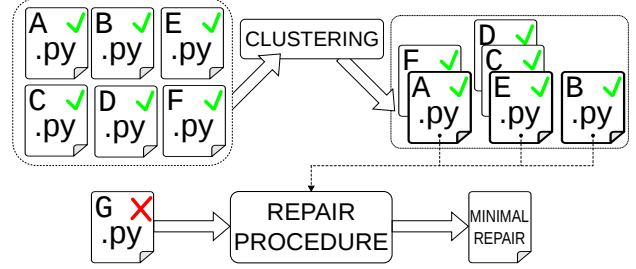 A
.py
B
.py
E
.py
C
.py
D
.py
F
.py
CLUSTERING
D
F
C
A
.py
E
.py
B
.py
G
.py
REPAIR
PROCEDURE
MINIMAL
REPAIR